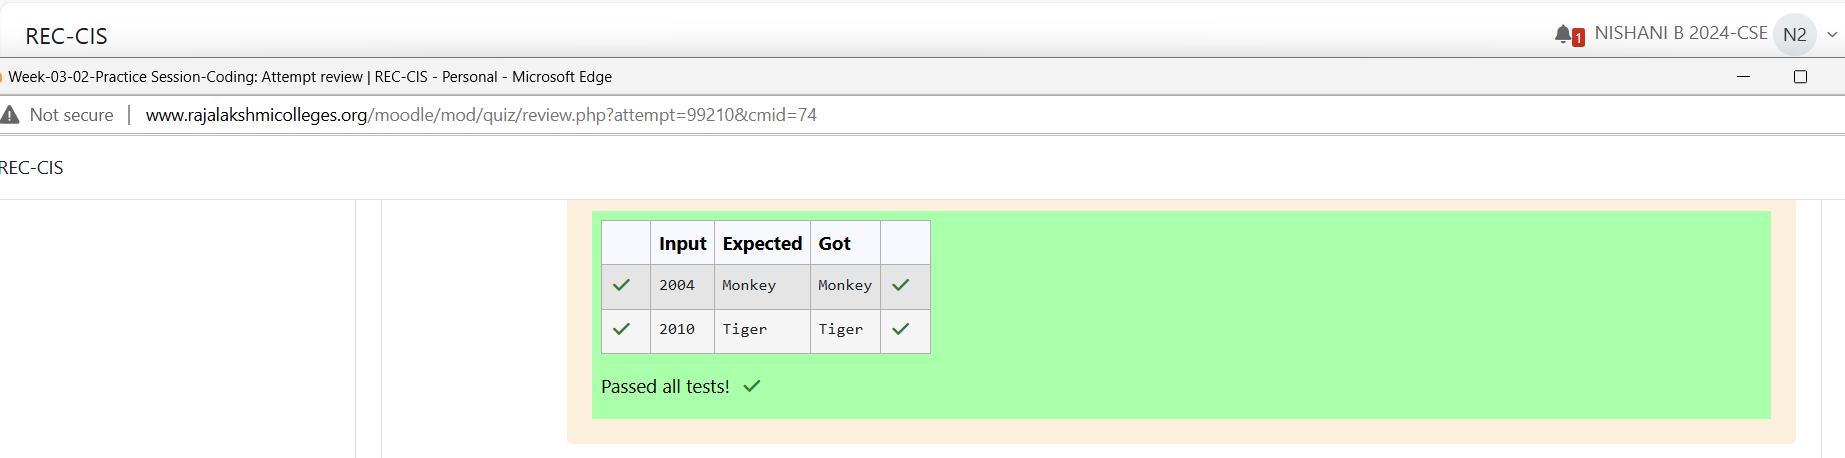 REC-CIS
1 NISHANI B 2024-CSE N2
Week-03-02-Practice Session-Coding: Attempt review | REC-CIS - Personal - Microsoft Edge
Not secure | www.rajalakshmicolleges.org/moodle/mod/quiz/review.php?attempt=99210&cmid=74
REC-CIS
Input Expected Got
2004 Monkey Monkey
2010 Tiger Tiger
Passed all tests!